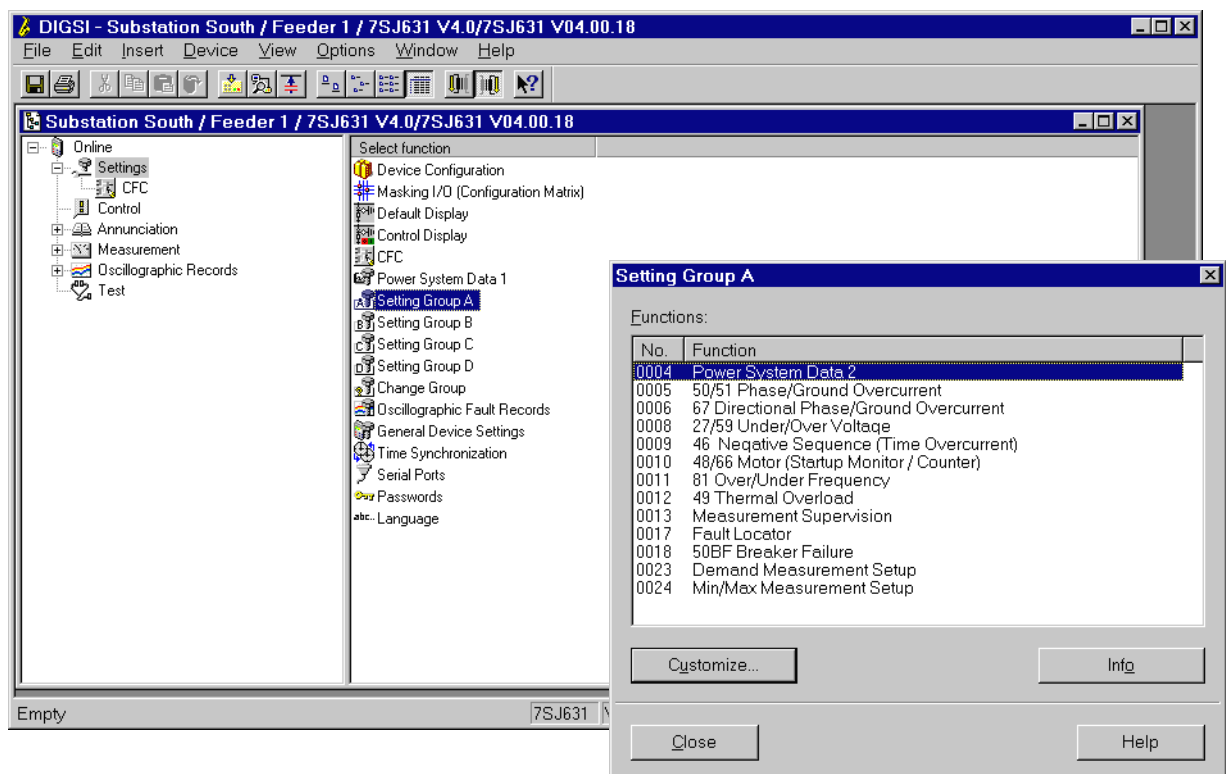 DIGSI - Substation South / Feeder 1 / 7SJ631 V4.0/7SJ631 V04.00.18
File Edit Insert Device View Options Window Help
Substation South / Feeder 1 / 7SJ631 V4.0/7SJ631 V04.00.18
Online
Settings
CFC
Control
Annunciation
Measurement
Oscillographic Records
Test
Select function
Device Configuration
Masking I/O (Configuration Matrix)
Default Display
Control Display
CFC
Power System Data 1
Setting Group A
Setting Group B
Setting Group C
Setting Group D
Change Group
Oscillographic Fault Records
General Device Settings
Time Synchronization
Serial Ports
Passwords
abc.. Language
Empty 7SJ631
Setting Group A
Functions:
No. Function
0004 Power System Data 2
0005 50/51 Phase/Ground Overcurrent
0006 67 Directional Phase/Ground Overcurrent
0008 27/59 Under/Over Voltage
0009 46 Negative Sequence (Time Overcurrent)
0010 48/66 Motor (Startup Monitor / Counter)
0011 81 Over/Under Frequency
0012 49 Thermal Overload
0013 Measurement Supervision
0017 Fault Locator
0018 50BF Breaker Failure
0023 Demand Measurement Setup
0024 Min/Max Measurement Setup
Customize... Info
Close Help